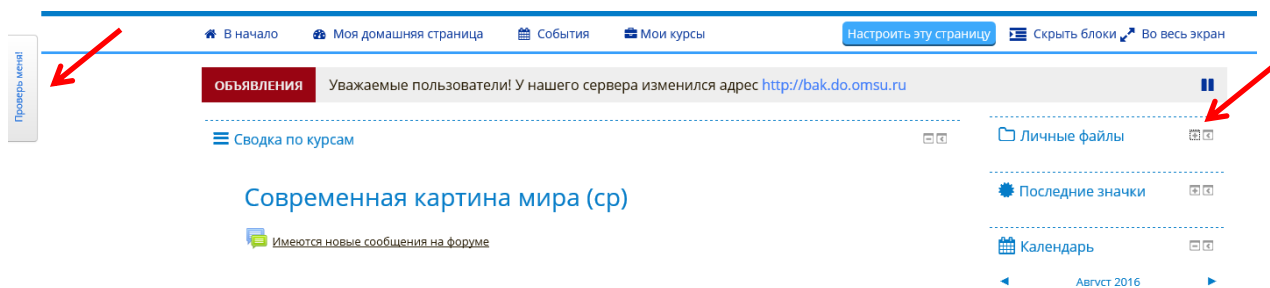 В начало Моя домашняя страница События Мои курсы Настроить эту страницу Скрыть блоки Во весь экран
Проверь меня!
ОБЪЯВЛЕНИЯ Уважаемые пользователи! У нашего сервера изменился адрес http://bak.do.omsu.ru
Сводка по курсам
Современная картина мира (ср)
Имеются новые сообщения на форуме
Личные файлы
Последние значки
Календарь
◄ Август 2016 ►